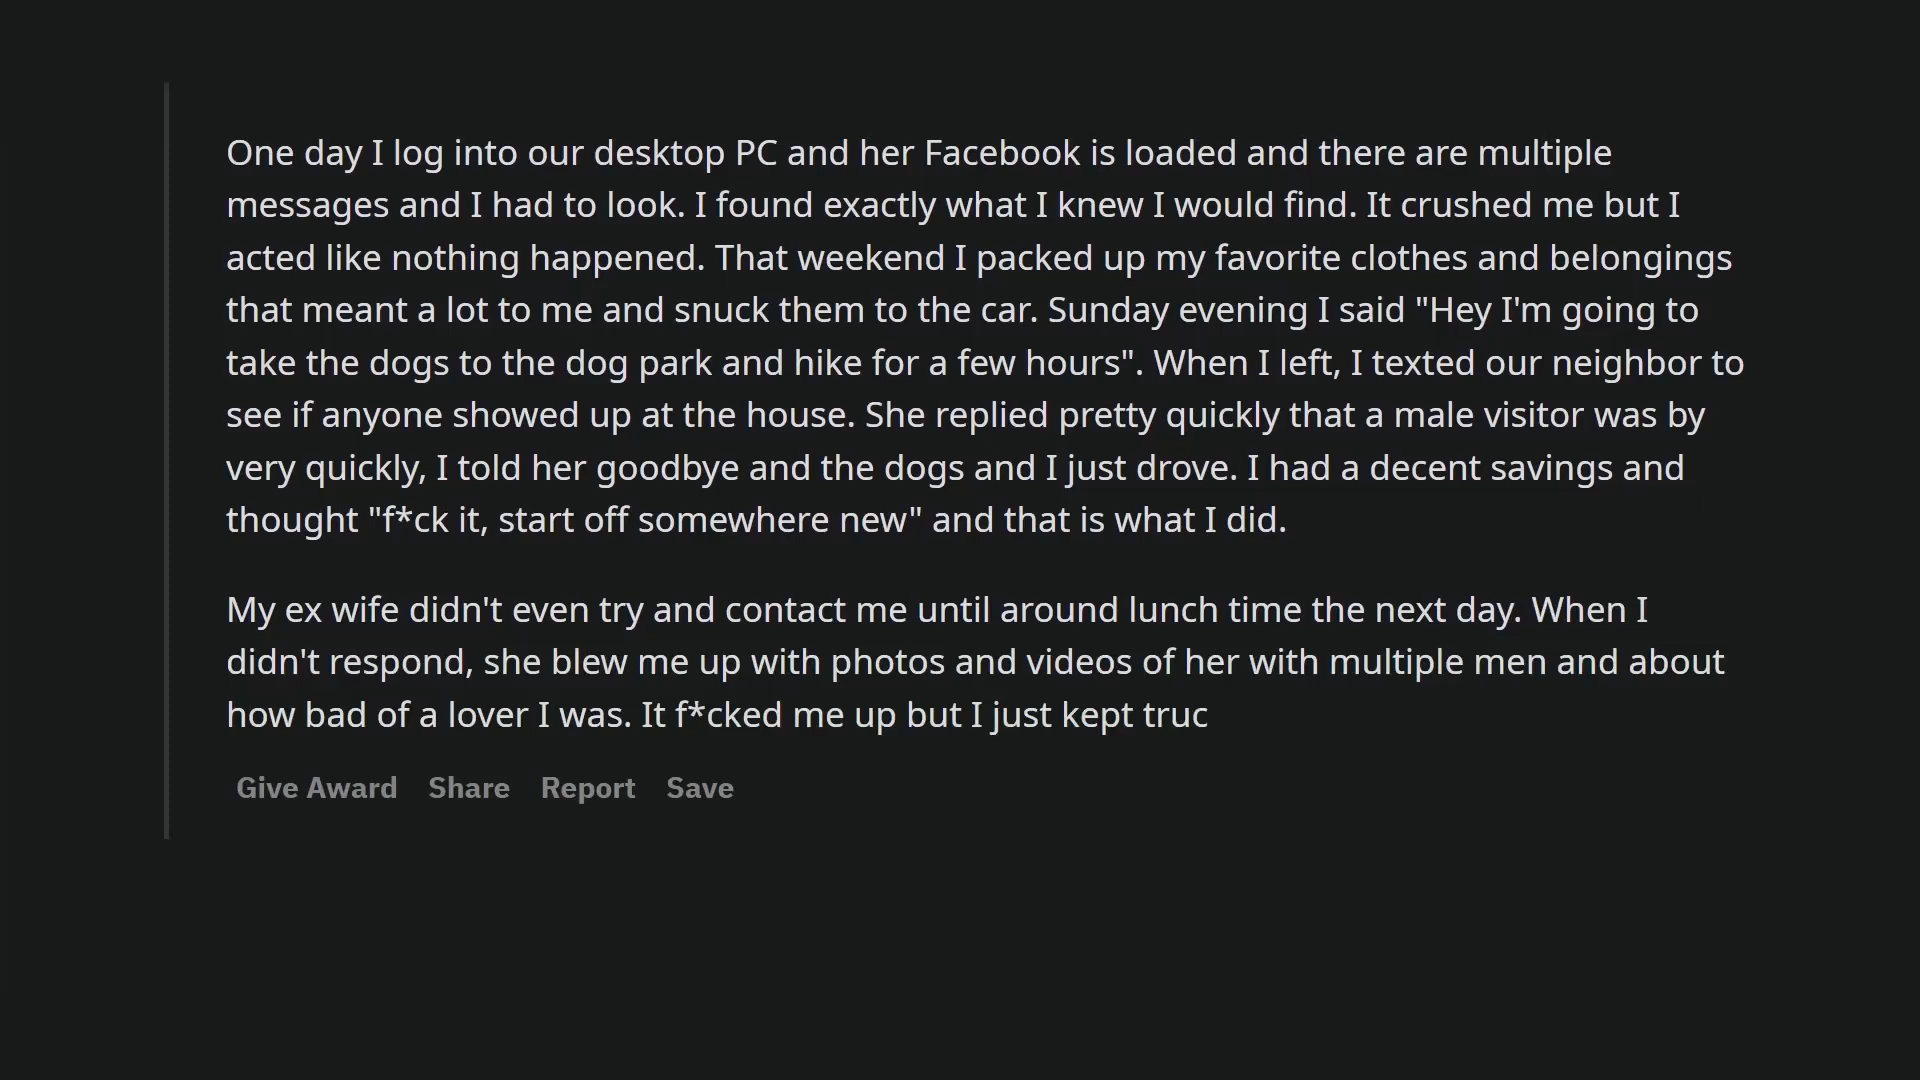 One day I log into our desktop PC and her Facebook is loaded and there are multiple
messages and I had to look. I found exactly what I knew I would find. It crushed me but I
acted like nothing happened. That weekend I packed up my favorite clothes and belongings
that meant a lot to me and snuck them to the car. Sunday evening I said "Hey I'm going to
take the dogs to the dog park and hike for a few hours". When I left, I texted our neighbor to
see if anyone showed up at the house. She replied pretty quickly that a male visitor was by
very quickly, I told her goodbye and the dogs and I just drove. I had a decent savings and
thought "f*ck it, start off somewhere new" and that is what I did.
My ex wife didn't even try and contact me until around lunch time the next day. When I
didn't respond, she blew me up with photos and videos of her with multiple men and about
how bad of a lover I was. It f*cked me up but I just kept truc
Give Award Share Report Save